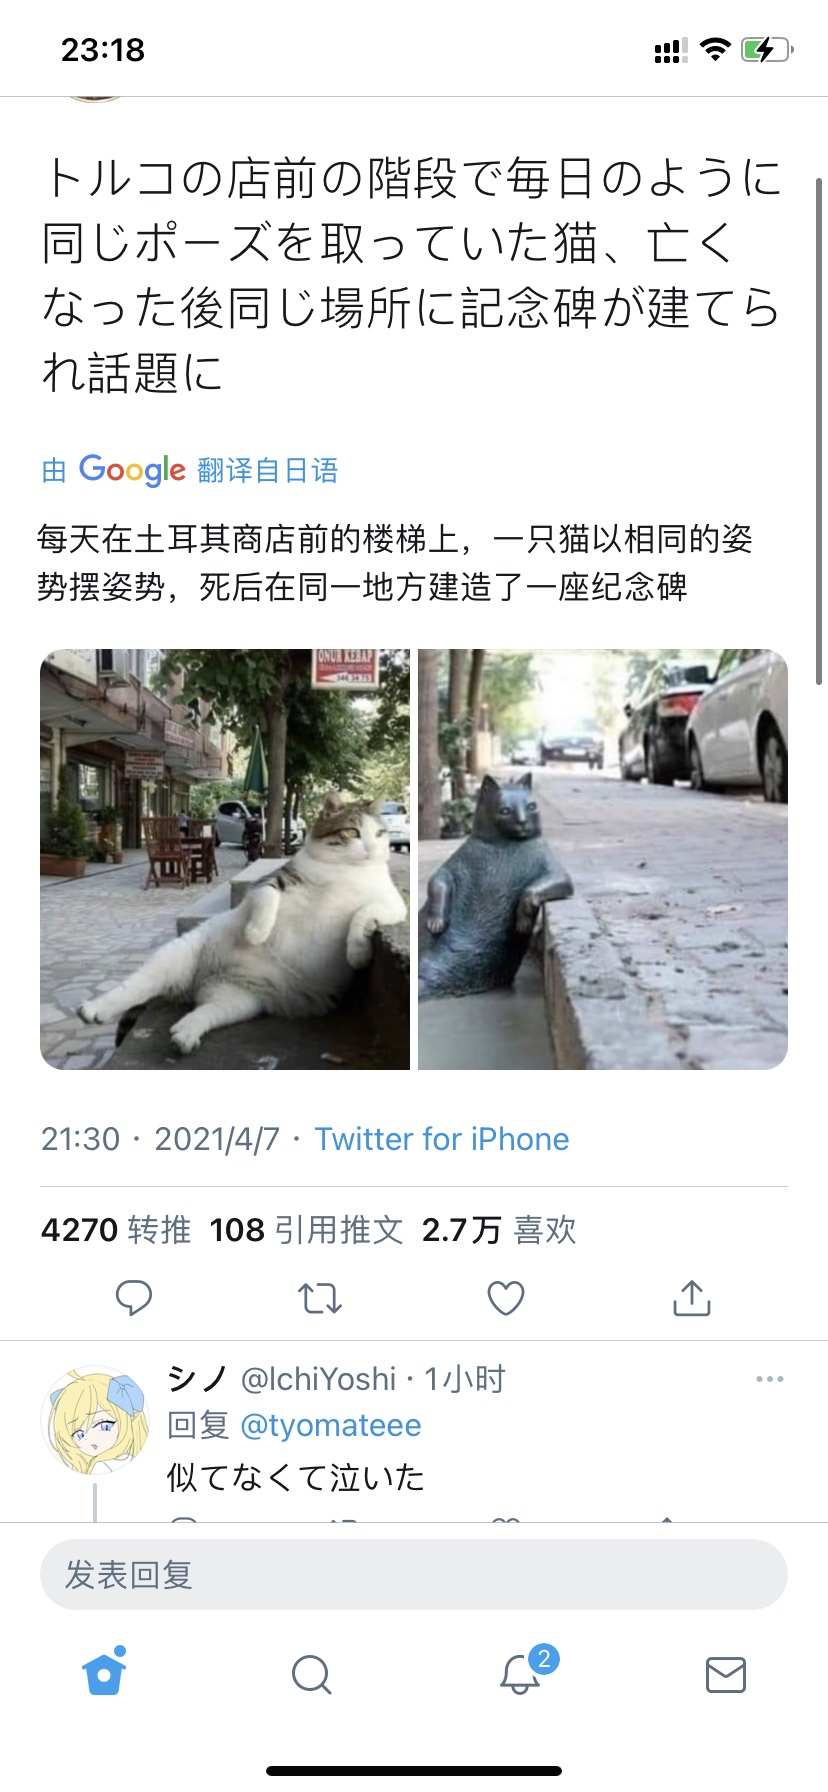 23:18
トルコの店前の階段で毎日のように
同じポーズを取っていた猫、亡く
なった後同じ場所に記念碑が建てら
れ話題に
由 Google 翻译自日语
每天在土耳其商店前的楼梯上，一只猫以相同的姿
势摆姿势，死后在同一地方建造了一座纪念碑
ONUR KEBAP
21:30 · 2021/4/7 · Twitter for iPhone
4270 转推 108 引用推文 2.7万 喜欢
シノ @IchiYoshi · 1小时
回复 @tyomateee
似てなくて泣いた
发表回复
2